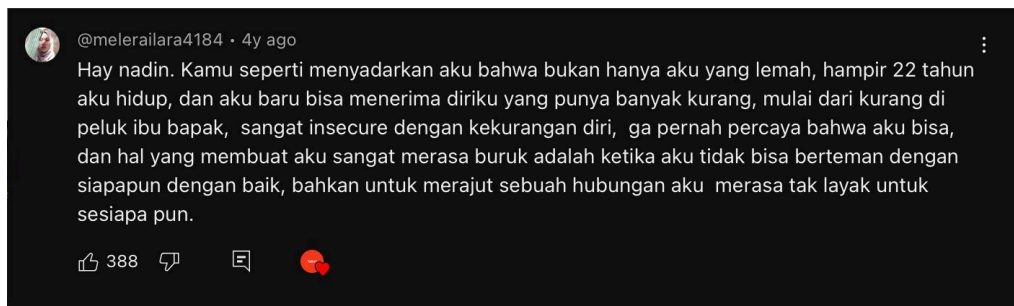 @melerailara4184 • 4y ago
Hay nadin. Kamu seperti menyadarkan aku bahwa bukan hanya aku yang lemah, hampir 22 tahun
aku hidup, dan aku baru bisa menerima diriku yang punya banyak kurang, mulai dari kurang di
peluk ibu bapak,  sangat insecure dengan kekurangan diri,  ga pernah percaya bahwa aku bisa,
dan hal yang membuat aku sangat merasa buruk adalah ketika aku tidak bisa berteman dengan
siapapun dengan baik, bahkan untuk merajut sebuah hubungan aku  merasa tak layak untuk
sesiapa pun.
388